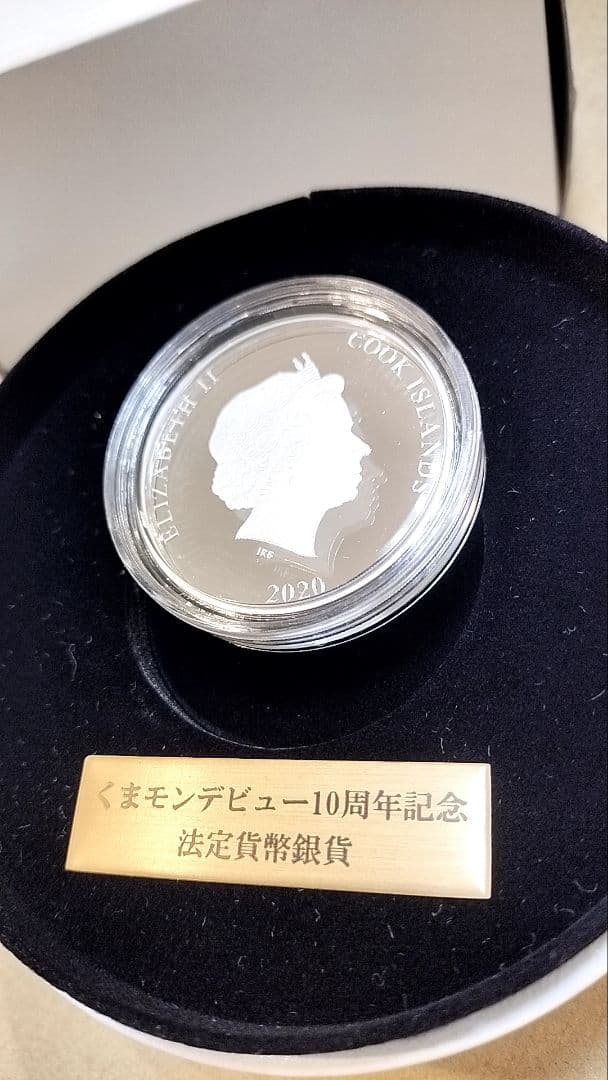 ELIZABETH II
COOK ISLANDS
IRB
2020
くまモンデビュー10周年記念
法定貨幣銀貨